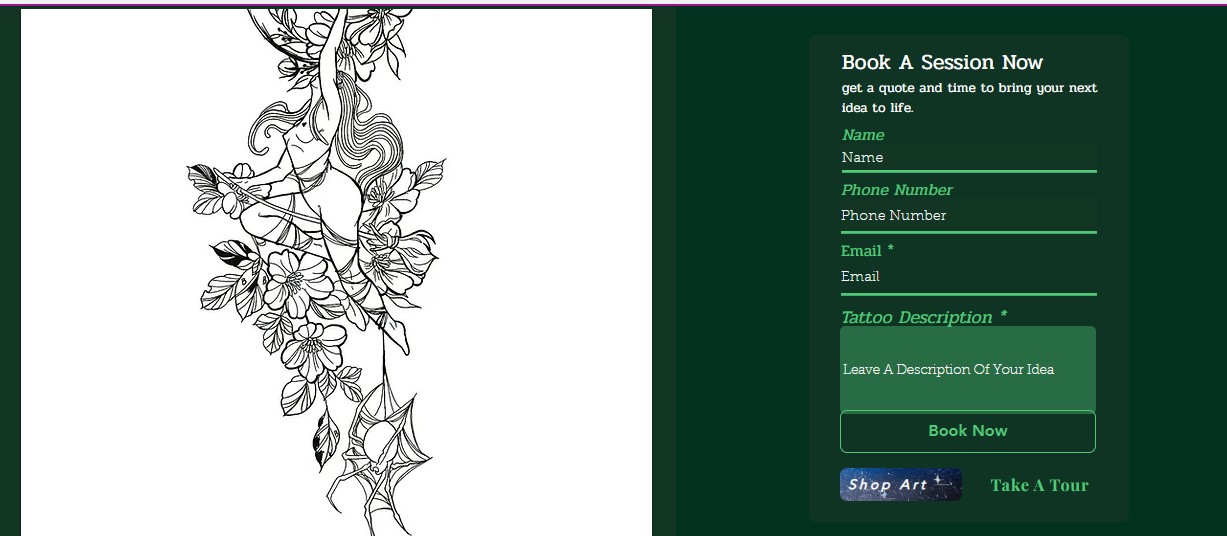 Book A Session Now
get a quote and time to bring your next
idea to life.
Name
Name
Phone Number
Phone Number
Email *
Email
Tattoo Description *
Leave A Description Of Your Idea
Book Now
Shop Art
Take A Tour